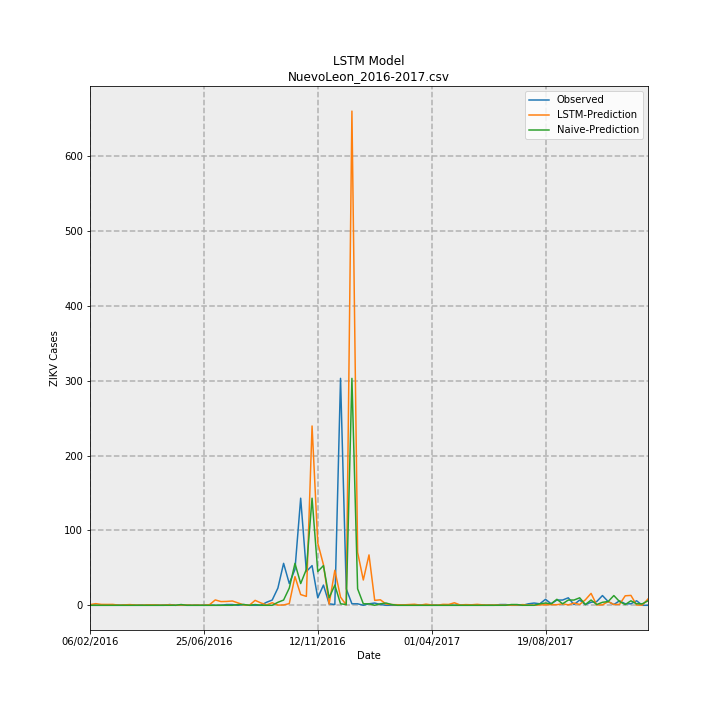 LSTM Model
NuevoLeon_2016-2017.csv
Observed
LSTM-Prediction
Naive-Prediction
ZIKV Cases
600
500
400
300
200
100
0
06/02/2016
25/06/2016
12/11/2016
01/04/2017
19/08/2017
Date